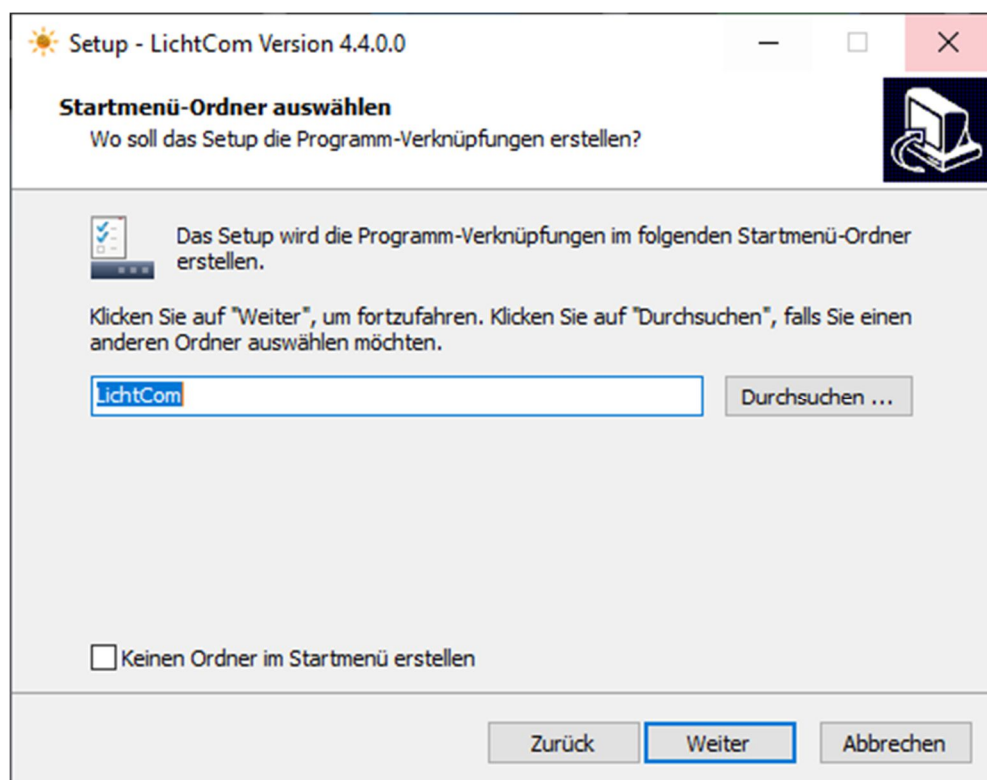 Setup - LichtCom Version 4.4.0.0
Startmenü-Ordner auswählen
Wo soll das Setup die Programm-Verknüpfungen erstellen?
Das Setup wird die Programm-Verknüpfungen im folgenden Startmenü-Ordner
erstellen.
Klicken Sie auf "Weiter", um fortzufahren. Klicken Sie auf "Durchsuchen", falls Sie einen
anderen Ordner auswählen möchten.
LichtCom
Durchsuchen ...
Keinen Ordner im Startmenü erstellen
Zurück
Weiter
Abbrechen